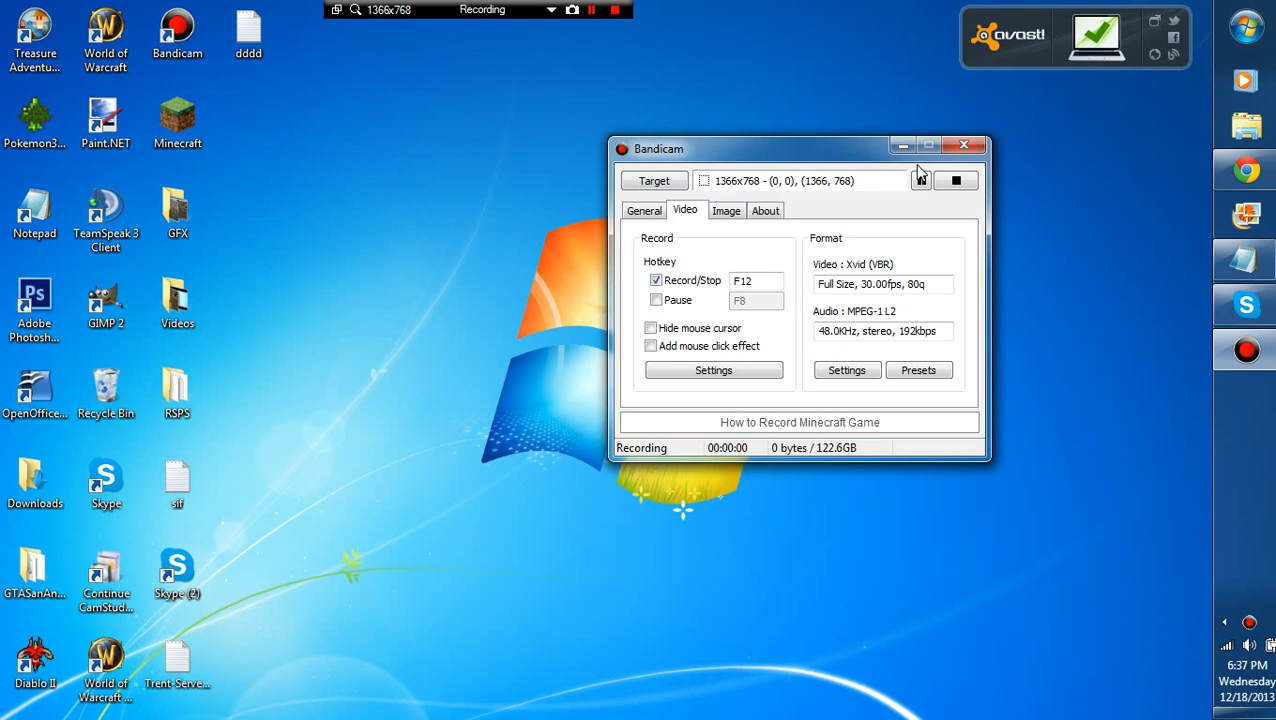 1366x768 Recording
Treasure
Adventu...
World of
Warcraft
Bandicam
dddd
avast!
Pokemon3...
Paint.NET
Minecraft
Notepad
TeamSpeak 3
Client
GFX
Ps
Adobe
Photosh...
GIMP 2
Videos
OpenOffice...
Recycle Bin
RSPS
Downloads
Skype
sif
GTASanAn...
Continue
CamStud...
Skype (2)
Diablo II
World of
Warcraft ...
Trent-Serve...
Bandicam
Target 1366x768 - (0, 0), (1366, 768)
General Video Image About
Record
Hotkey
Record/Stop F12
Pause F8
Hide mouse cursor
Add mouse click effect
Settings
Format
Video : Xvid (VBR)
Full Size, 30.00fps, 80q
Audio : MPEG-1 L2
48.0KHz, stereo, 192kbps
Settings Presets
How to Record Minecraft Game
Recording 00:00:00 0 bytes / 122.6GB
6:37 PM
Wednesday
12/18/2013